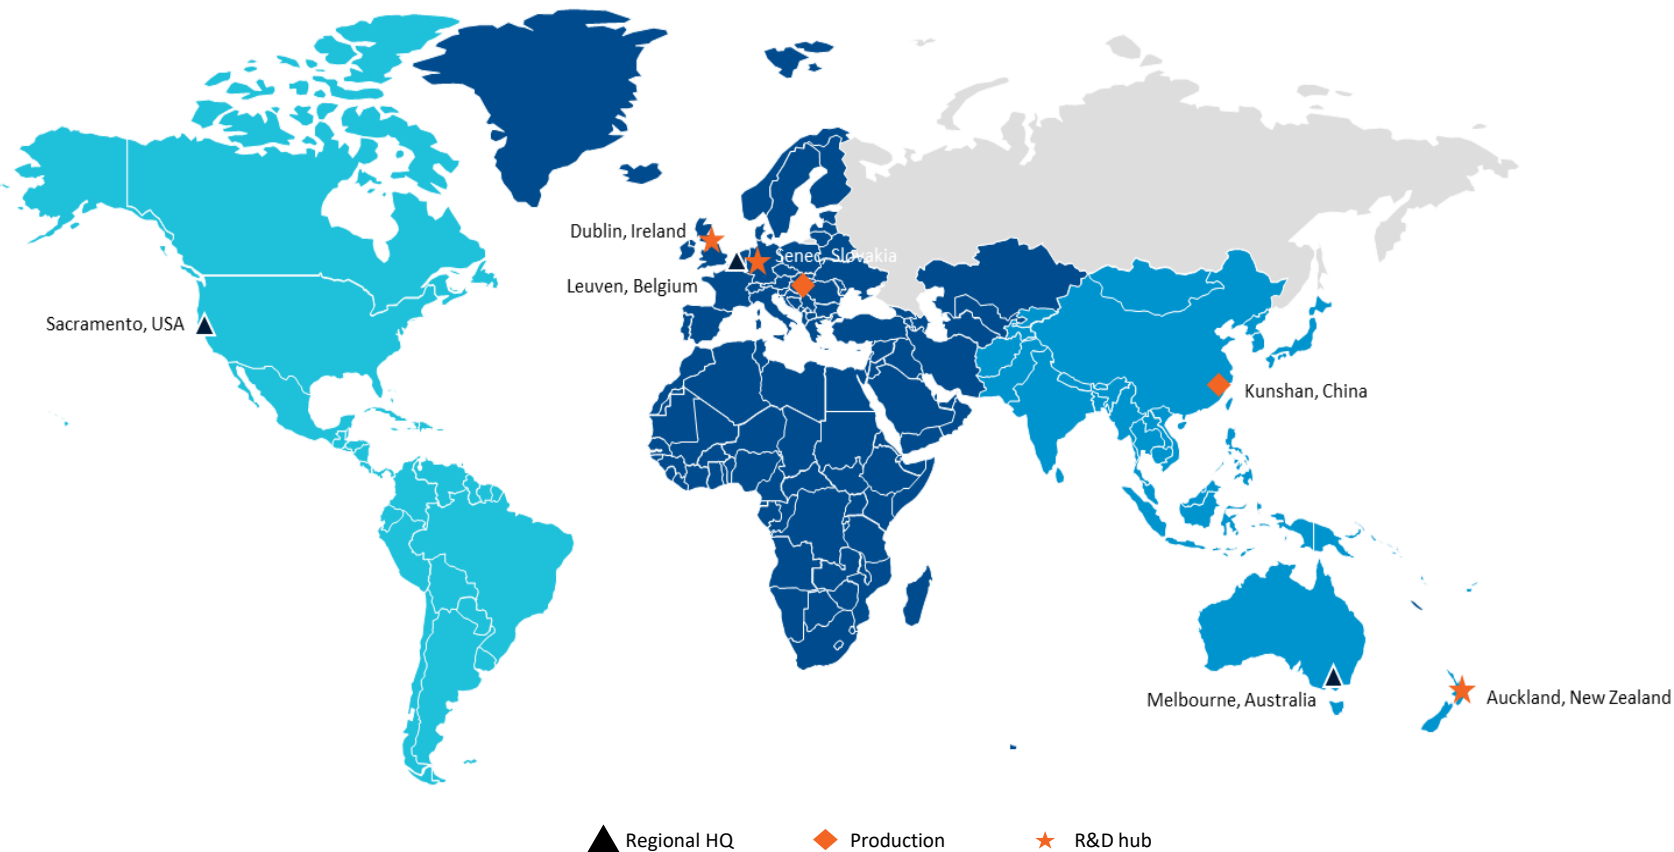 Dublin, Ireland
Senec, Slovakia
Leuven, Belgium
Sacramento, USA
Kunshan, China
Melbourne, Australia
Auckland, New Zealand
Regional HQ
Production
R&D hub